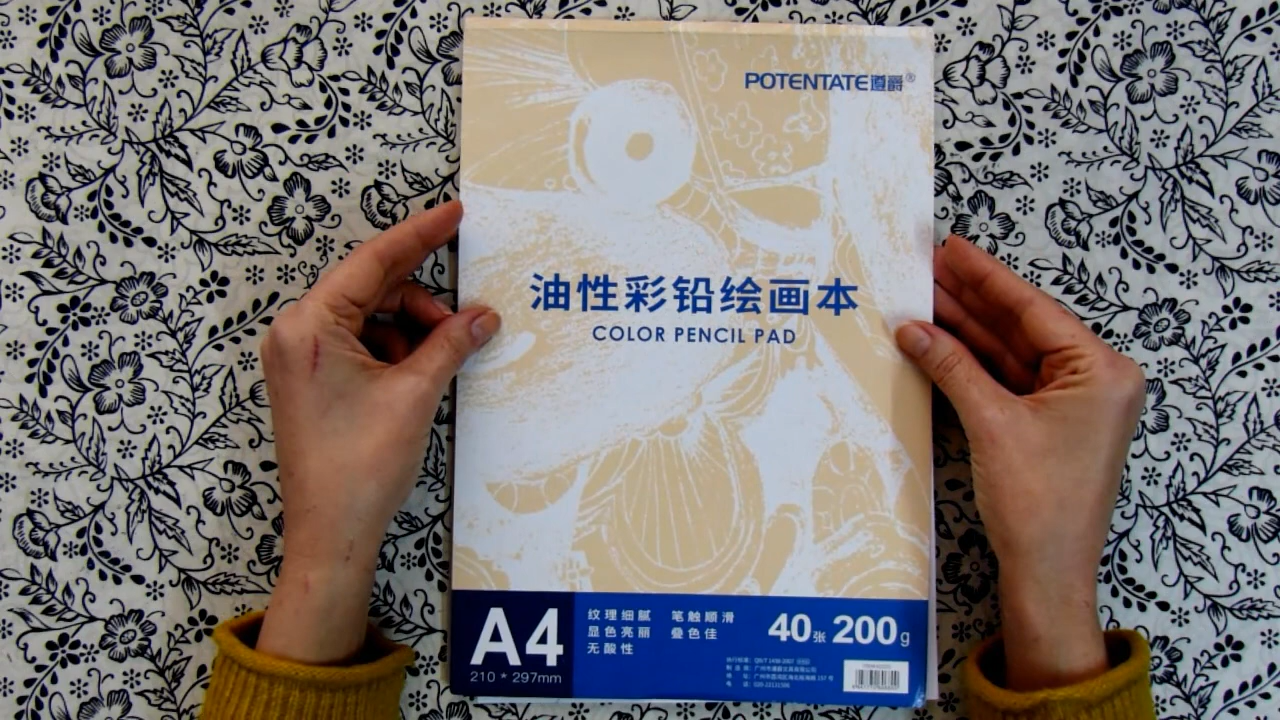 POTENTATE遵爵®
油性彩铅绘画本
COLOR PENCIL PAD
A4
210 * 297mm
纹理细腻 笔触顺滑
显色亮丽 叠色佳
无酸性
40张 200g